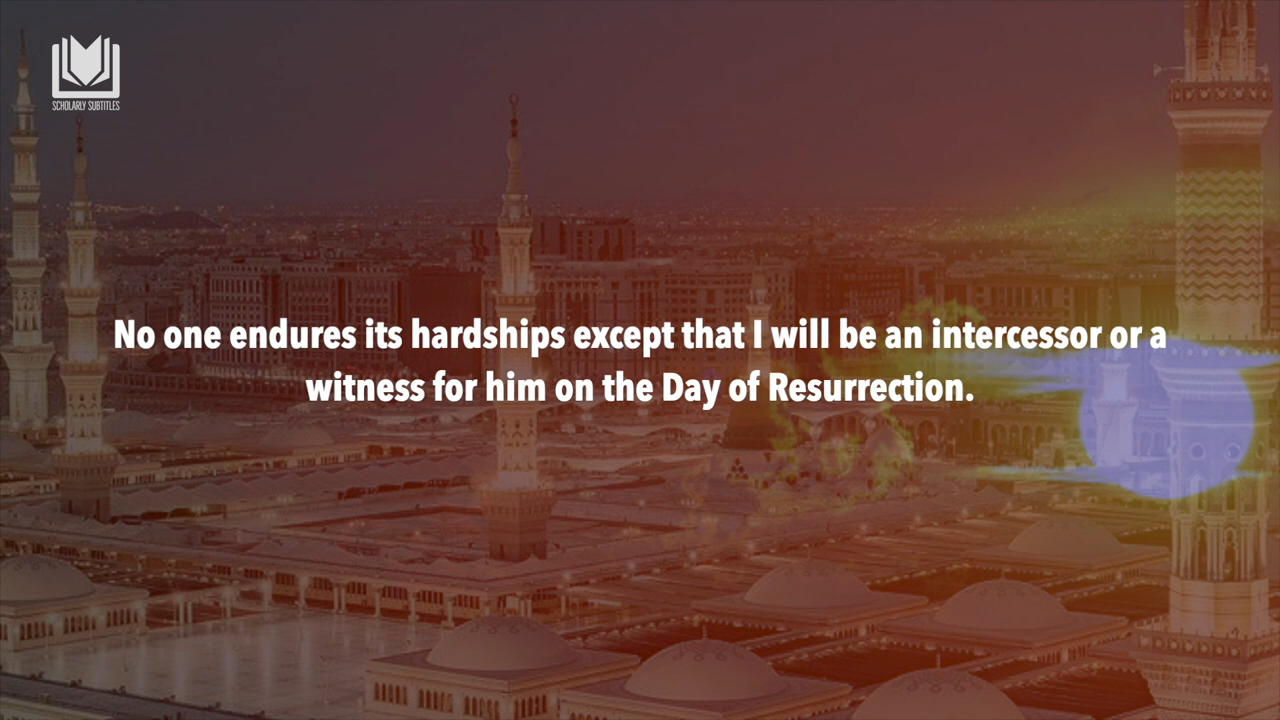 SCHOLARLY SUBTITLES
No one endures its hardships except that I will be an intercessor or a
witness for him on the Day of Resurrection.